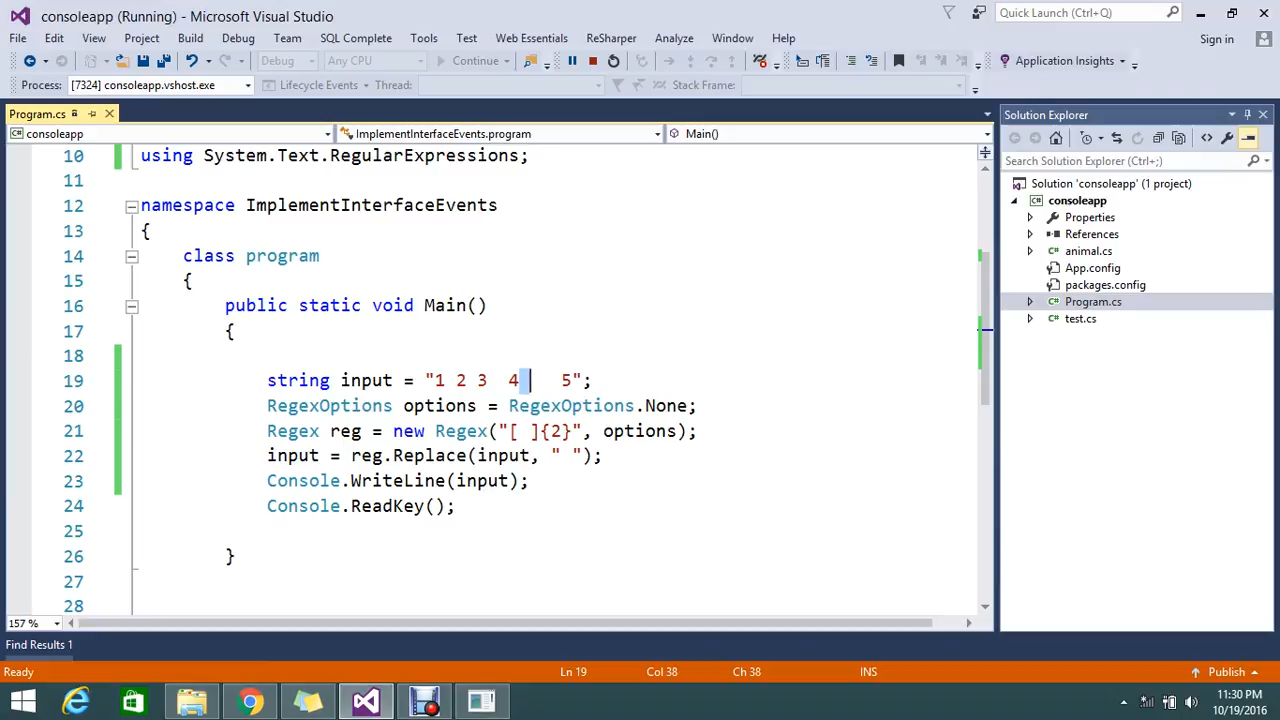 consoleapp (Running) - Microsoft Visual Studio
Quick Launch (Ctrl+Q)
File Edit View Project Build Debug Team SQL Complete Tools Test Web Essentials ReSharper Analyze Window Help
Sign in
Debug Any CPU Continue Application Insights
Process: [7324] consoleapp.vshost.exe Lifecycle Events Thread: Stack Frame:
Program.cs
Solution Explorer
consoleapp ImplementInterfaceEvents.program Main()
10 using System.Text.RegularExpressions;
11
12 namespace ImplementInterfaceEvents
13 {
14 class program
15 {
16 public static void Main()
17 {
18
19 string input = "1 2 3  4    5";
20 RegexOptions options = RegexOptions.None;
21 Regex reg = new Regex("[ ]{2}", options);
22 input = reg.Replace(input, " ");
23 Console.WriteLine(input);
24 Console.ReadKey();
25
26 }
27
28
Search Solution Explorer (Ctrl+;)
Solution 'consoleapp' (1 project)
consoleapp
Properties
References
animal.cs
App.config
packages.config
Program.cs
test.cs
157 %
Find Results 1
Ready Ln 19 Col 38 Ch 38 INS Publish
11:30 PM
10/19/2016